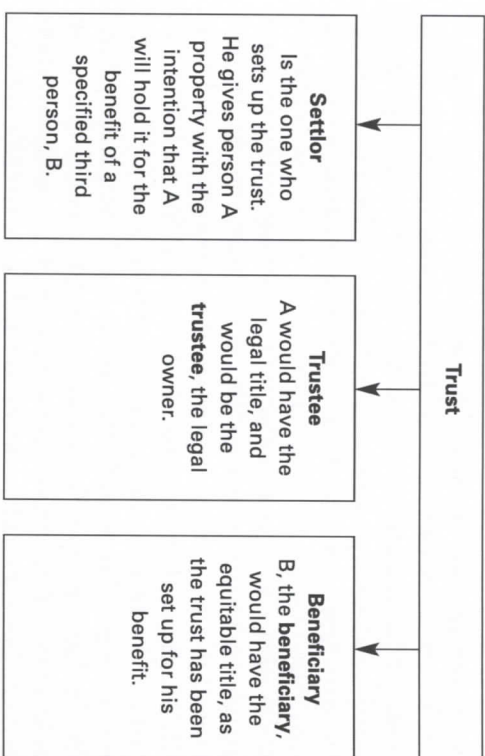 Trust
Settlor
Is the one who
sets up the trust.
He gives person A
property with the
intention that A
will hold it for the
benefit of a
specified third
person, B.
Trustee
A would have the
legal title, and
would be the
trustee, the legal
owner.
Beneficiary
B, the beneficiary,
would have the
equitable title, as
the trust has been
set up for his
benefit.